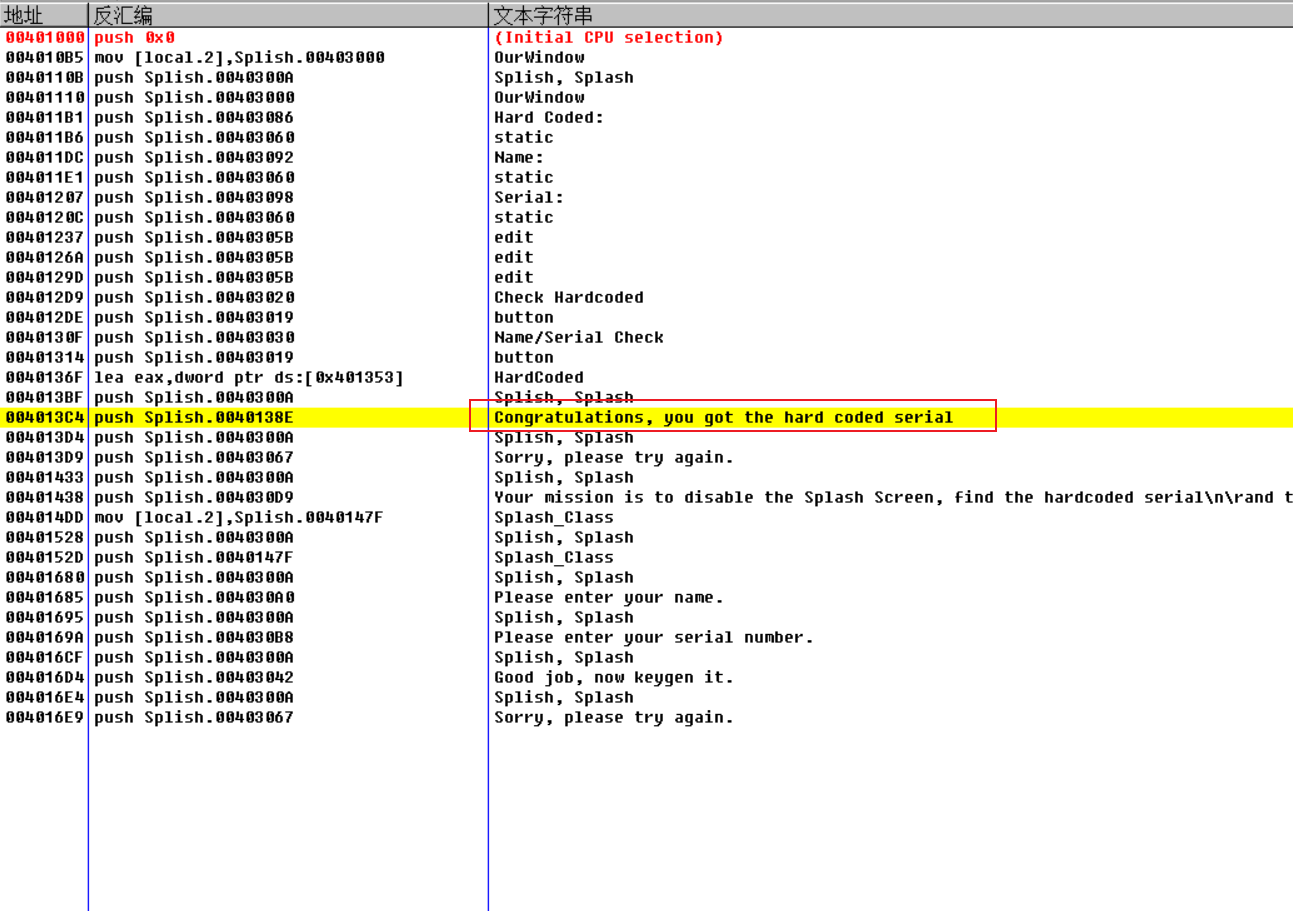 地址 反汇编 文本字符串
00401000 push 0x0 (Initial CPU selection)
004010B5 mov [local.2],Splish.00403000 OurWindow
0040110B push Splish.0040300A Splish, Splash
00401110 push Splish.00403000 OurWindow
004011B1 push Splish.00403086 Hard Coded:
004011B6 push Splish.00403060 static
004011DC push Splish.00403092 Name:
004011E1 push Splish.00403060 static
00401207 push Splish.00403098 Serial:
0040120C push Splish.00403060 static
00401237 push Splish.0040305B edit
0040126A push Splish.0040305B edit
0040129D push Splish.0040305B edit
004012D9 push Splish.00403020 Check Hardcoded
004012DE push Splish.00403019 button
0040130F push Splish.00403030 Name/Serial Check
00401314 push Splish.00403019 button
0040136F lea eax,dword ptr ds:[0x401353] HardCoded
004013BF push Splish.0040300A Splish, Splash
004013C4 push Splish.0040138E Congratulations, you got the hard coded serial
004013D4 push Splish.0040300A Splish, Splash
004013D9 push Splish.00403067 Sorry, please try again.
00401433 push Splish.0040300A Splish, Splash
00401438 push Splish.004030D9 Your mission is to disable the Splash Screen, find the hardcoded serial\n\rand t
004014DD mov [local.2],Splish.0040147F Splash_Class
00401528 push Splish.0040300A Splish, Splash
0040152D push Splish.0040147F Splash_Class
00401680 push Splish.0040300A Splish, Splash
00401685 push Splish.004030A0 Please enter your name.
00401695 push Splish.0040300A Splish, Splash
0040169A push Splish.004030B8 Please enter your serial number.
004016CF push Splish.0040300A Splish, Splash
004016D4 push Splish.00403042 Good job, now keygen it.
004016E4 push Splish.0040300A Splish, Splash
004016E9 push Splish.00403067 Sorry, please try again.